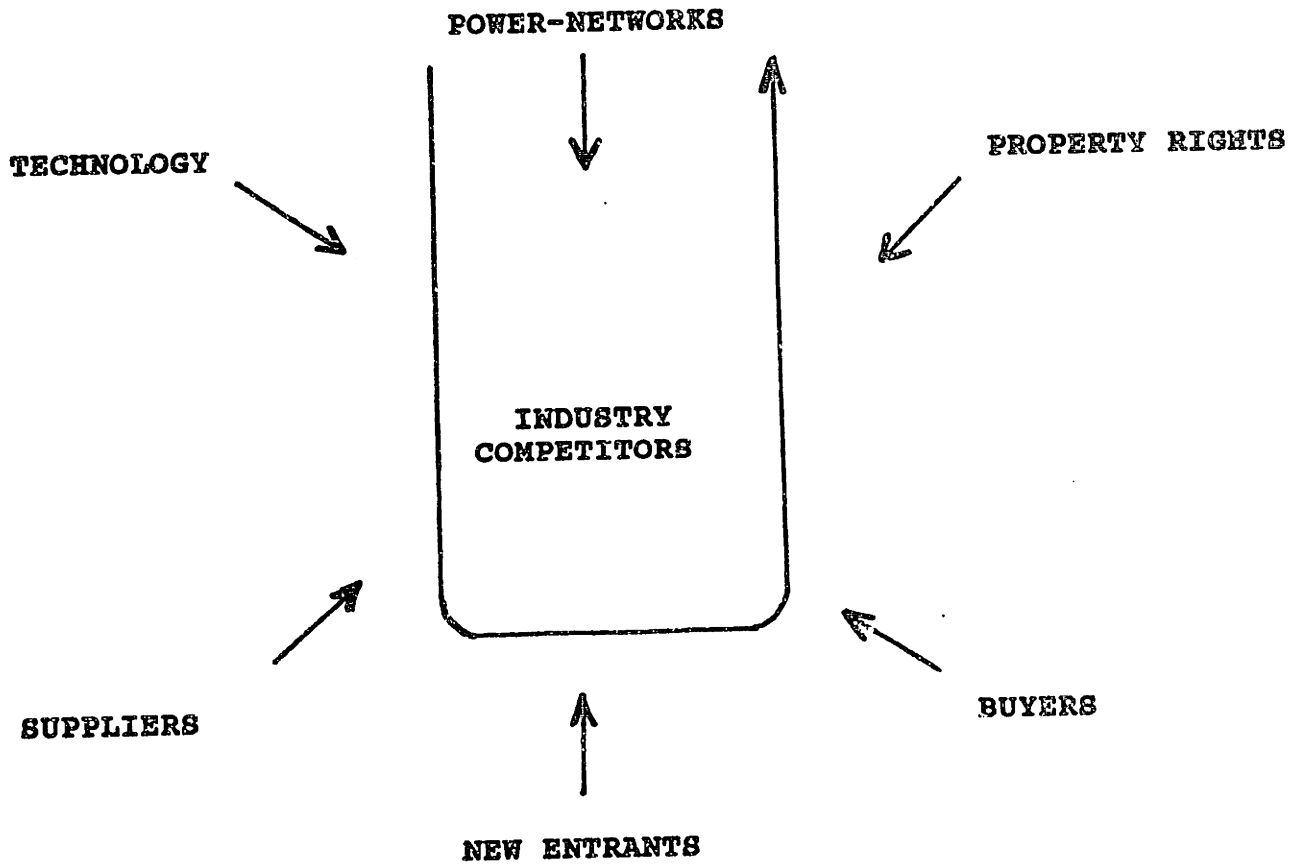 POWER-NETWORKS
TECHNOLOGY
PROPERTY RIGHTS
INDUSTRY
COMPETITORS
SUPPLIERS
BUYERS
NEW ENTRANTS